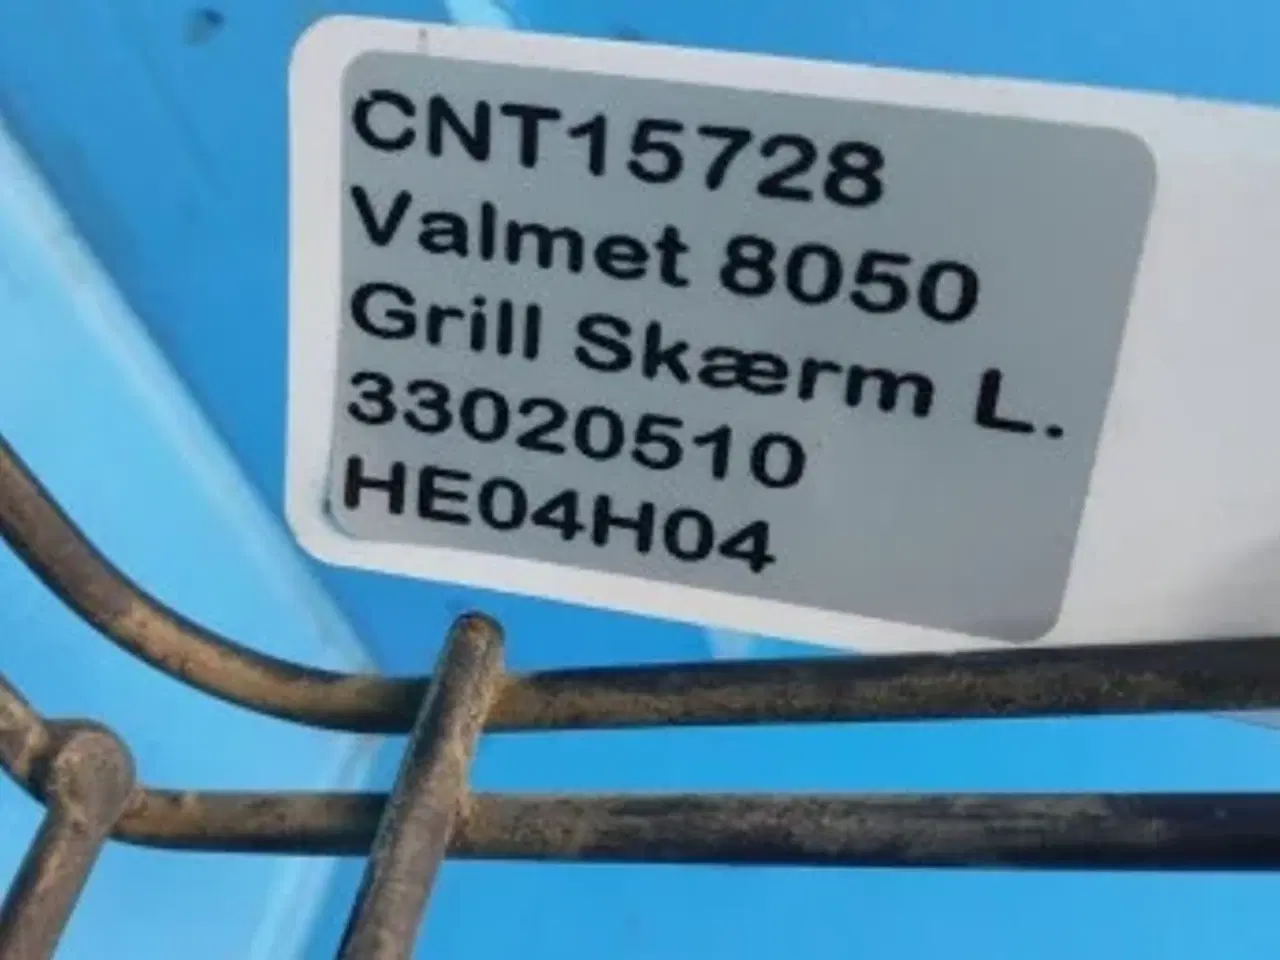 CNT15728
Valmet 8050
Grill Skærm L.
33020510
HE04H04